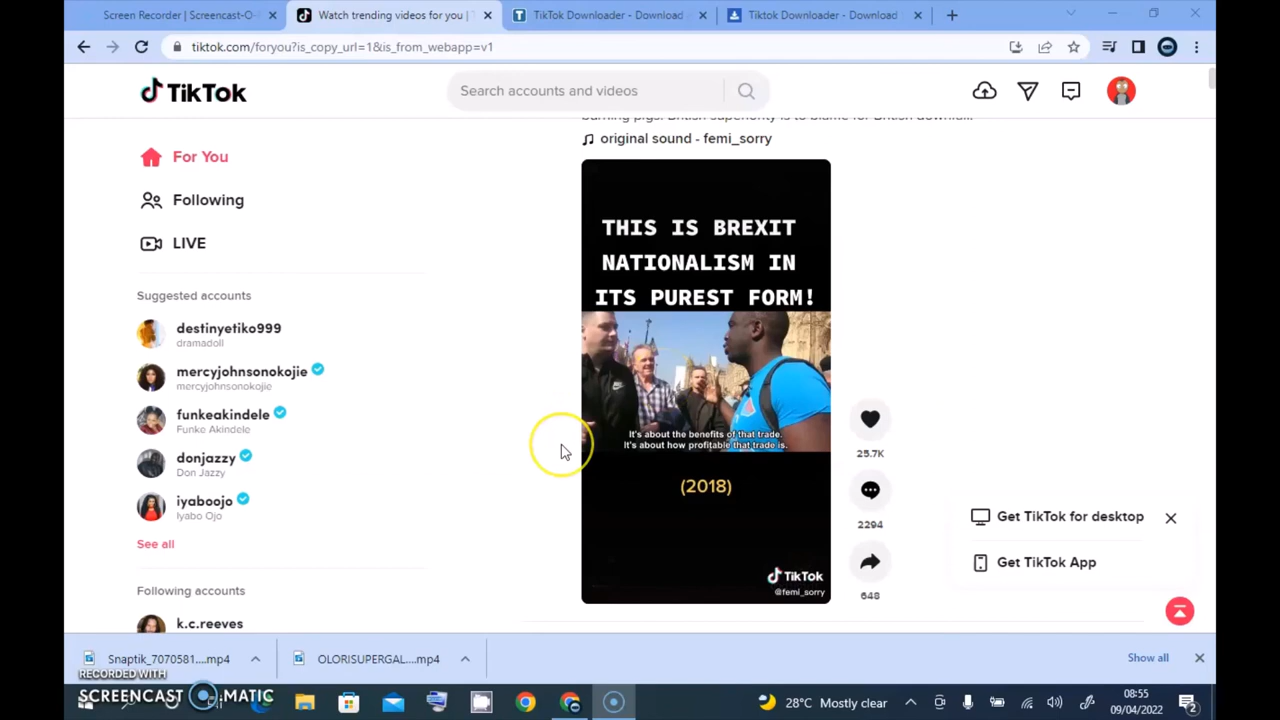 Screen Recorder | Screencast-O-
Watch trending videos for you |
TikTok Downloader - Download
Tiktok Downloader - Download
tiktok.com/foryou?is_copy_url=1&is_from_webapp=v1
TikTok
Search accounts and videos
original sound - femi_sorry
For You
Following
LIVE
Suggested accounts
destinyetiko999
dramadoll
mercyjohnsonokojie
mercyjohnsonokojie
funkeakindele
Funke Akindele
donjazzy
Don Jazzy
iyaboojo
Iyabo Ojo
See all
Following accounts
k.c.reeves
THIS IS BREXIT
NATIONALISM IN
ITS PUREST FORM!
It's about the benefits of that trade.
It's about how profitable that trade is.
(2018)
TikTok
@femi_sorry
25.7K
2294
648
Get TikTok for desktop
Get TikTok App
Snaptik_7070581....mp4
OLORISUPERGAL....mp4
Show all
RECORDED WITH
SCREENCAST MATIC
28°C Mostly clear
08:55
09/04/2022
2